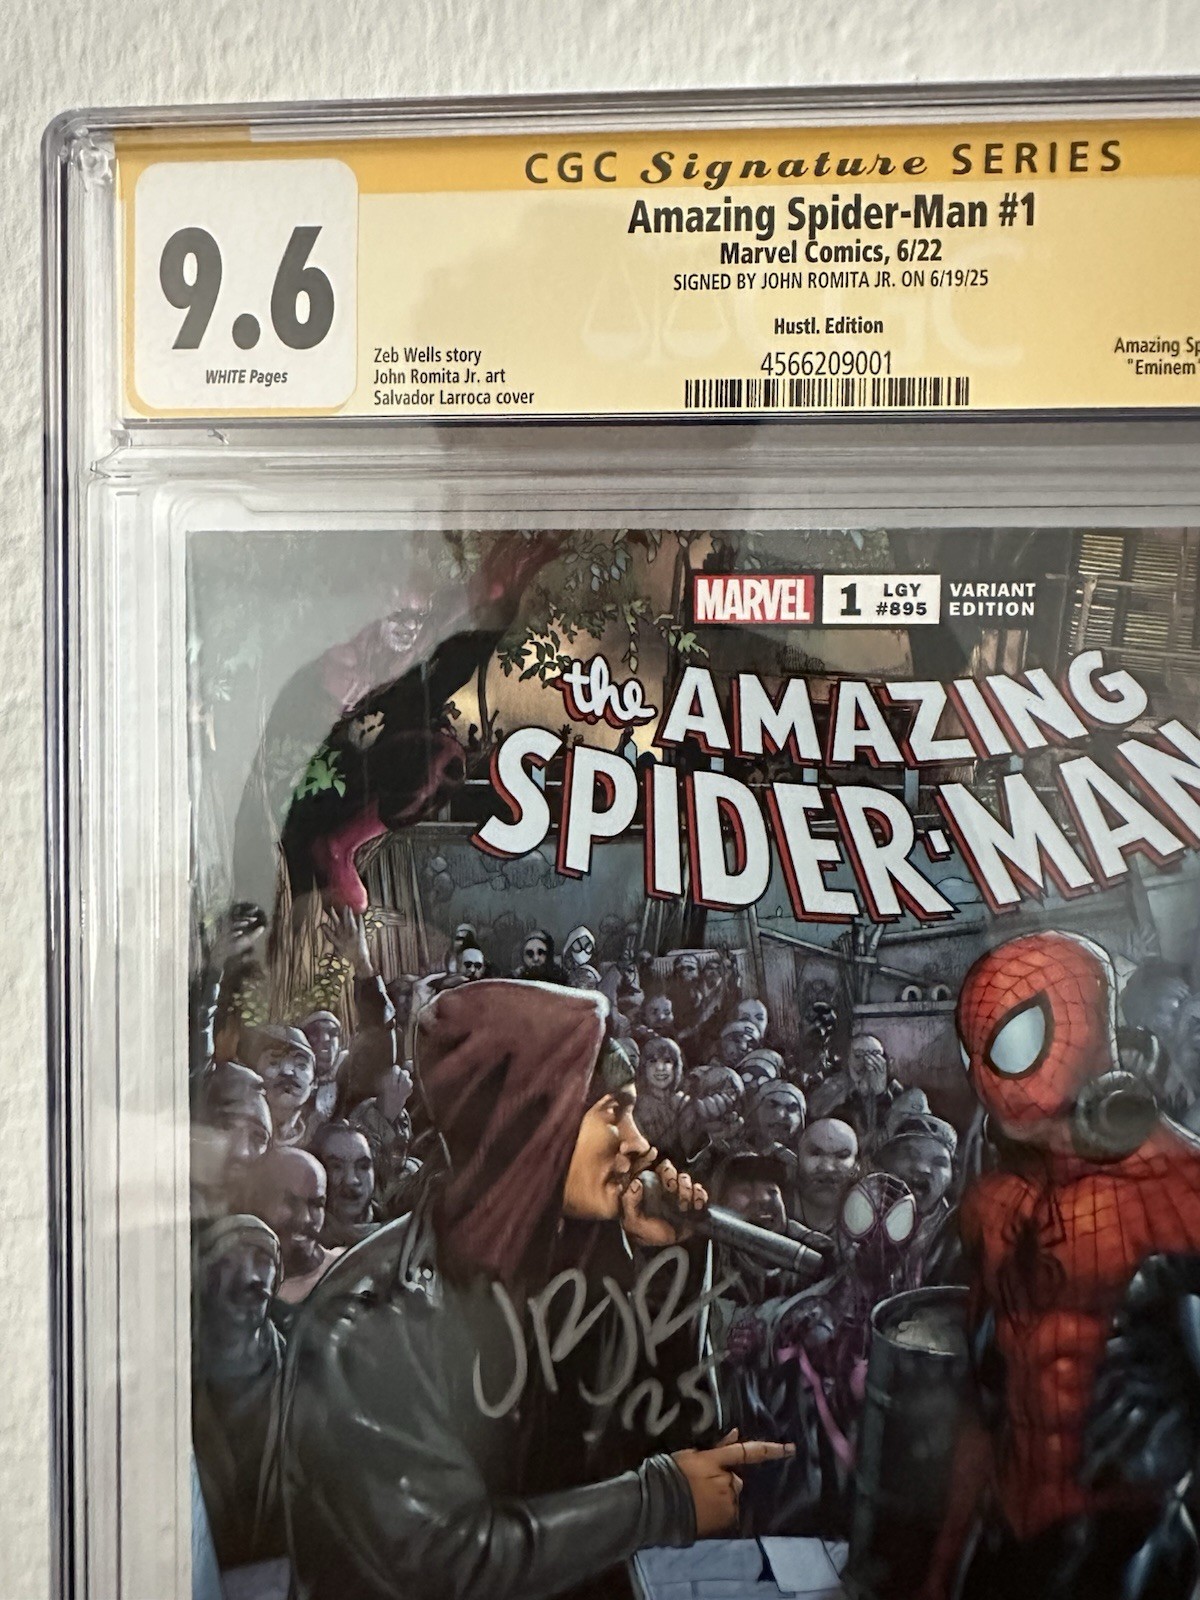 CGC Signature SERIES
9.6
WHITE Pages
Amazing Spider-Man #1
Marvel Comics, 6/22
SIGNED BY JOHN ROMITA JR. ON 6/19/25
Hustl. Edition
4566209001
Zeb Wells story
John Romita Jr. art
Salvador Larroca cover
Amazing Sp
"Eminem"
MARVEL
1
LGY
#895
VARIANT
EDITION
the AMAZING
SPIDER-MAN
JRJR
25